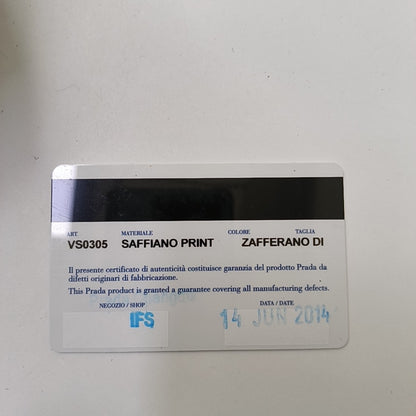 ART. MATERIALE COLORE TAGLIA
VS0305 SAFFIANO PRINT ZAFFERANO DI
Il presente certificato di autenticità costituisce garanzia del prodotto Prada da
difetti originari di fabbricazione.
This Prada product is granted a guarantee covering all manufacturing defects.
NEGOZIO / SHOP DATA / DATE
IFS 14 JUN 2014